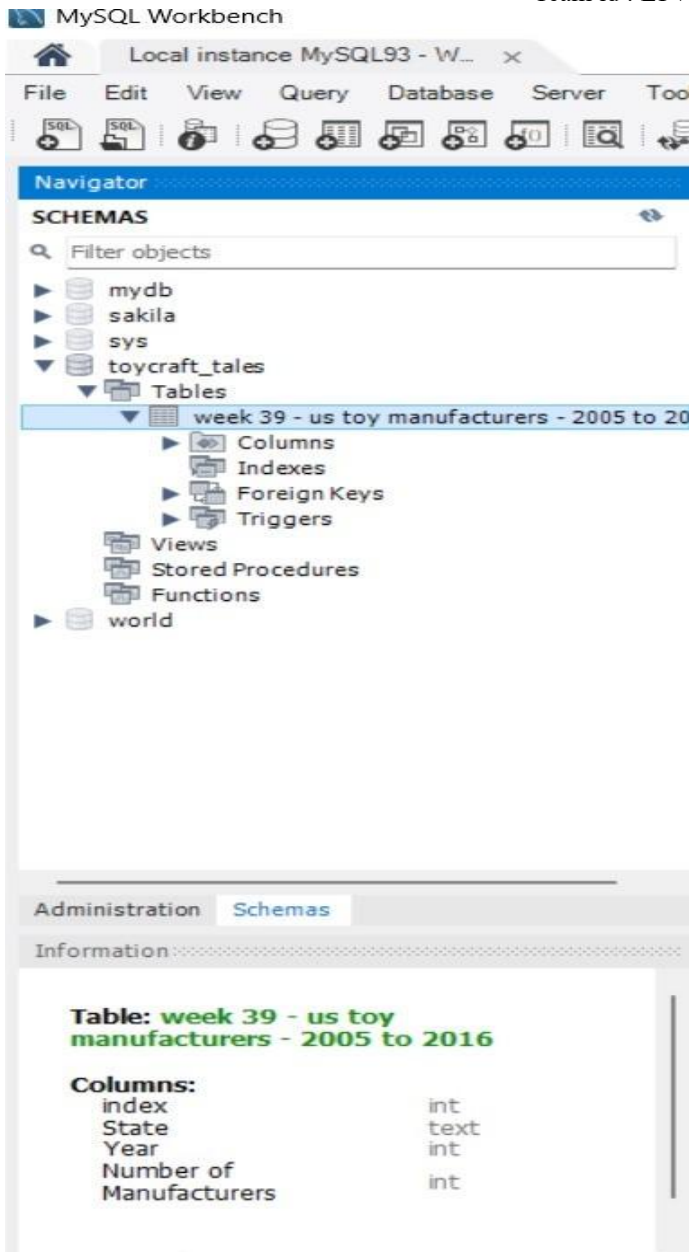 MySQL Workbench
Local instance MySQL93 - W...
File Edit View Query Database Server Too
Navigator
SCHEMAS
Filter objects
mydb
sakila
sys
toycraft_tales
Tables
week 39 - us toy manufacturers - 2005 to 20
Columns
Indexes
Foreign Keys
Triggers
Views
Stored Procedures
Functions
world
Administration Schemas
Information
Table: week 39 - us toy
manufacturers - 2005 to 2016
Columns:
index int
State text
Year int
Number of
Manufacturers int